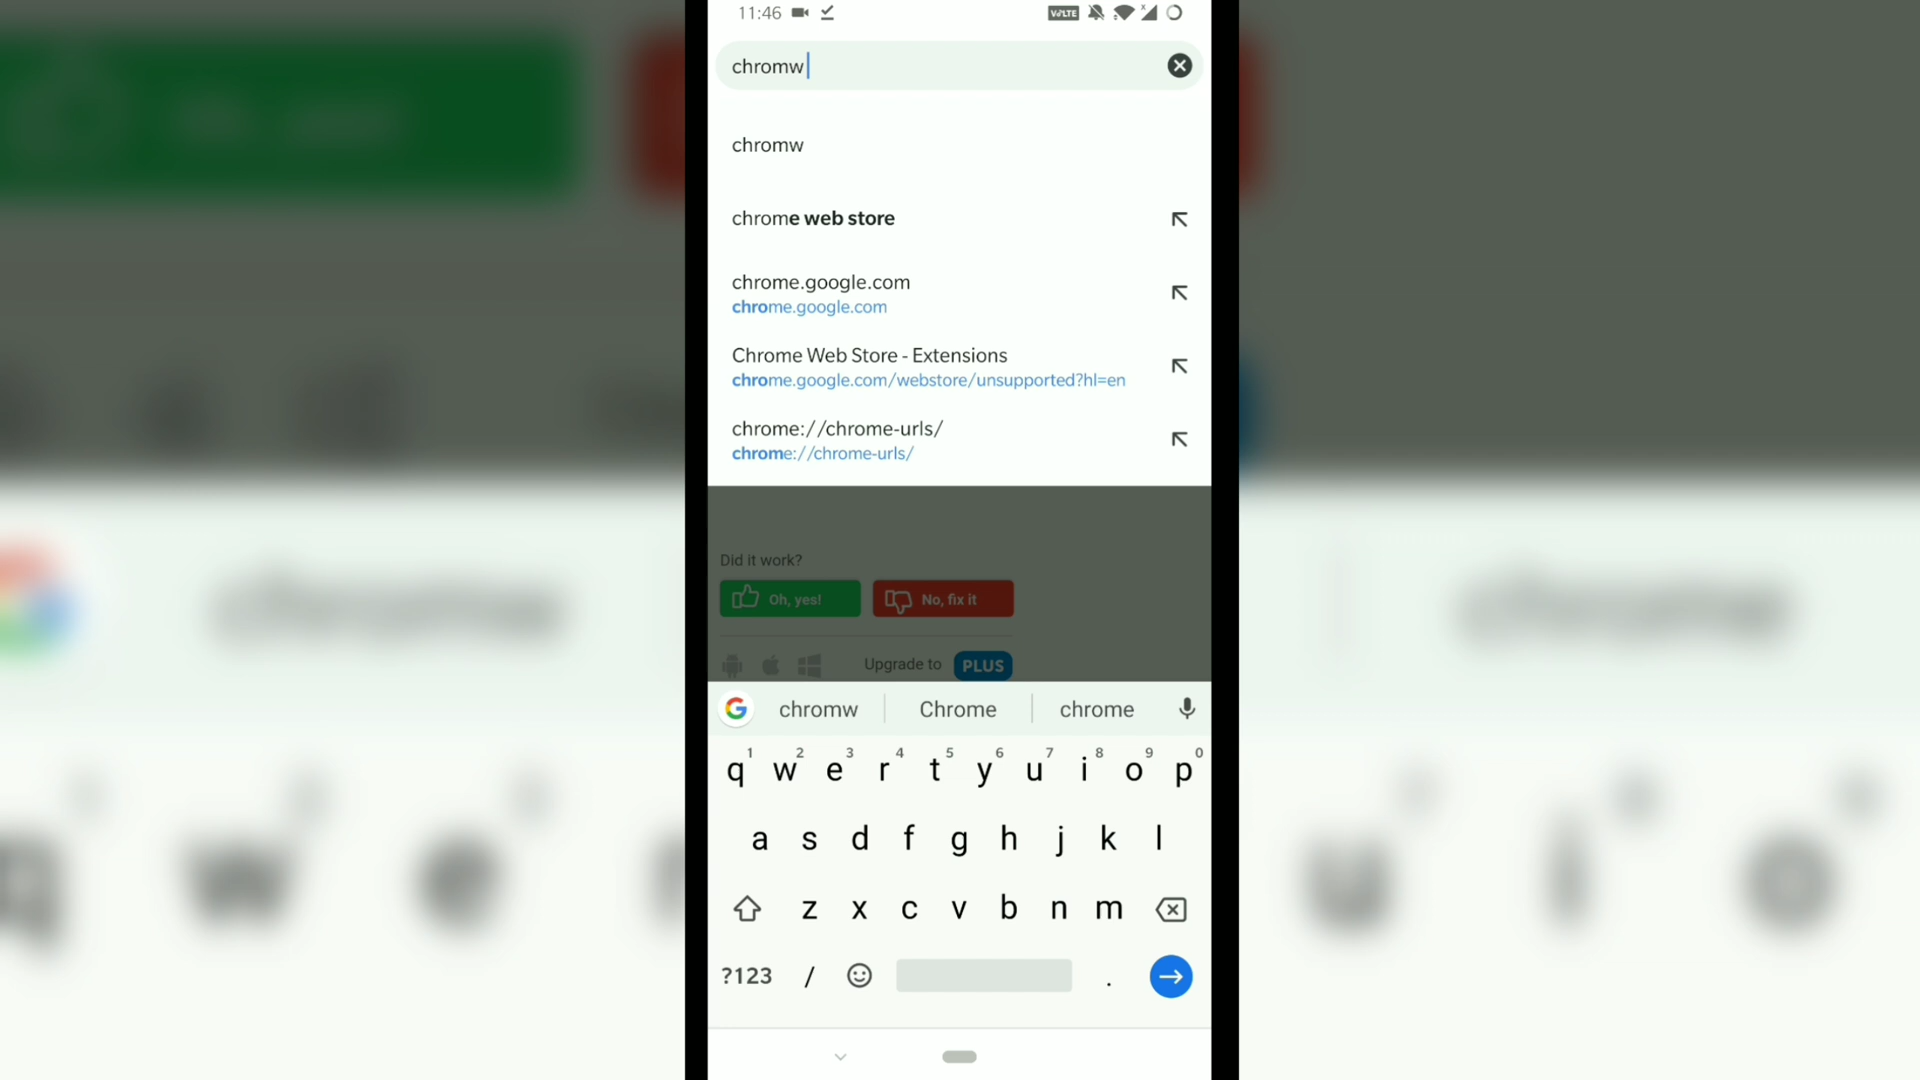 11:46 VoLTE x
chromw
chromw
chrome web store
chrome.google.com
chrome.google.com
Chrome Web Store - Extensions
chrome.google.com/webstore/unsupported?hl=en
chrome://chrome-urls/
chrome://chrome-urls/
Did it work?
Oh, yes! No, fix it
Upgrade to PLUS
chromw Chrome chrome
1 2 3 4 5 6 7 8 9 0
q w e r t y u i o p
a s d f g h j k l
z x c v b n m
?123 / .